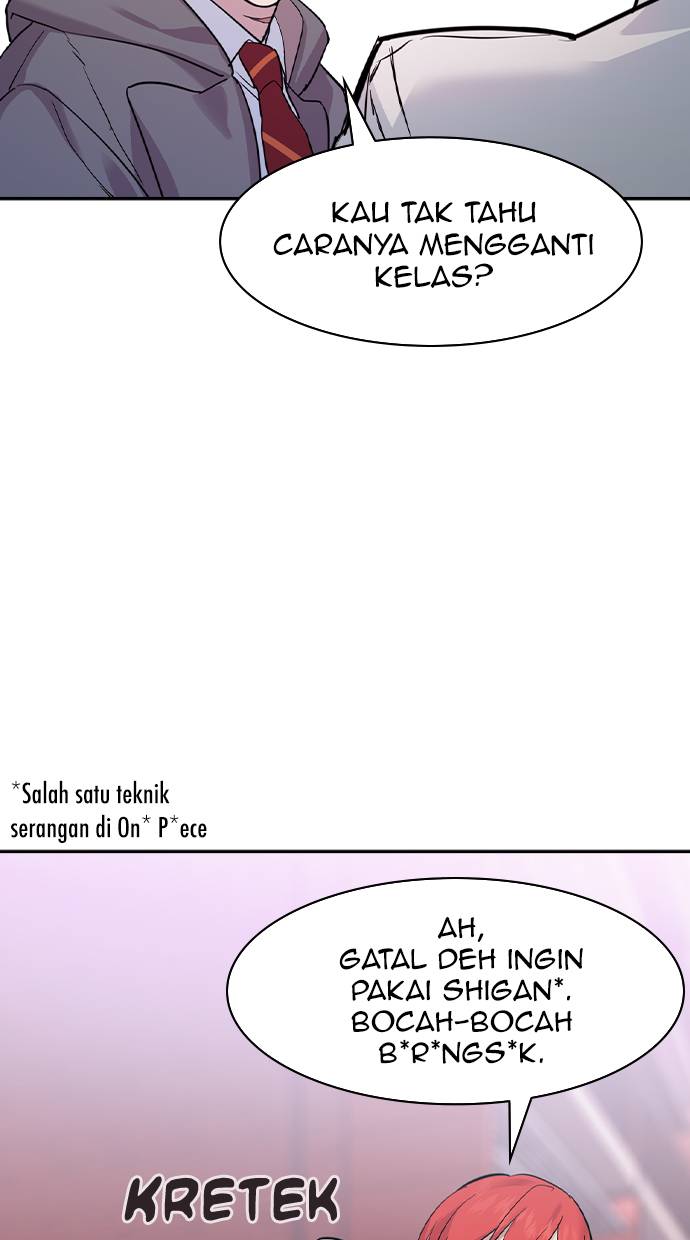 KAU TAK TAHU
CARANYA MENGGANTI
KELAS?
*Salah satu teknik
serangan di On* P*ece
AH,
GATAL DEH INGIN
PAKAI SHIGAN*.
BOCAH-BOCAH
B*R*NGS*K.
KRETEK